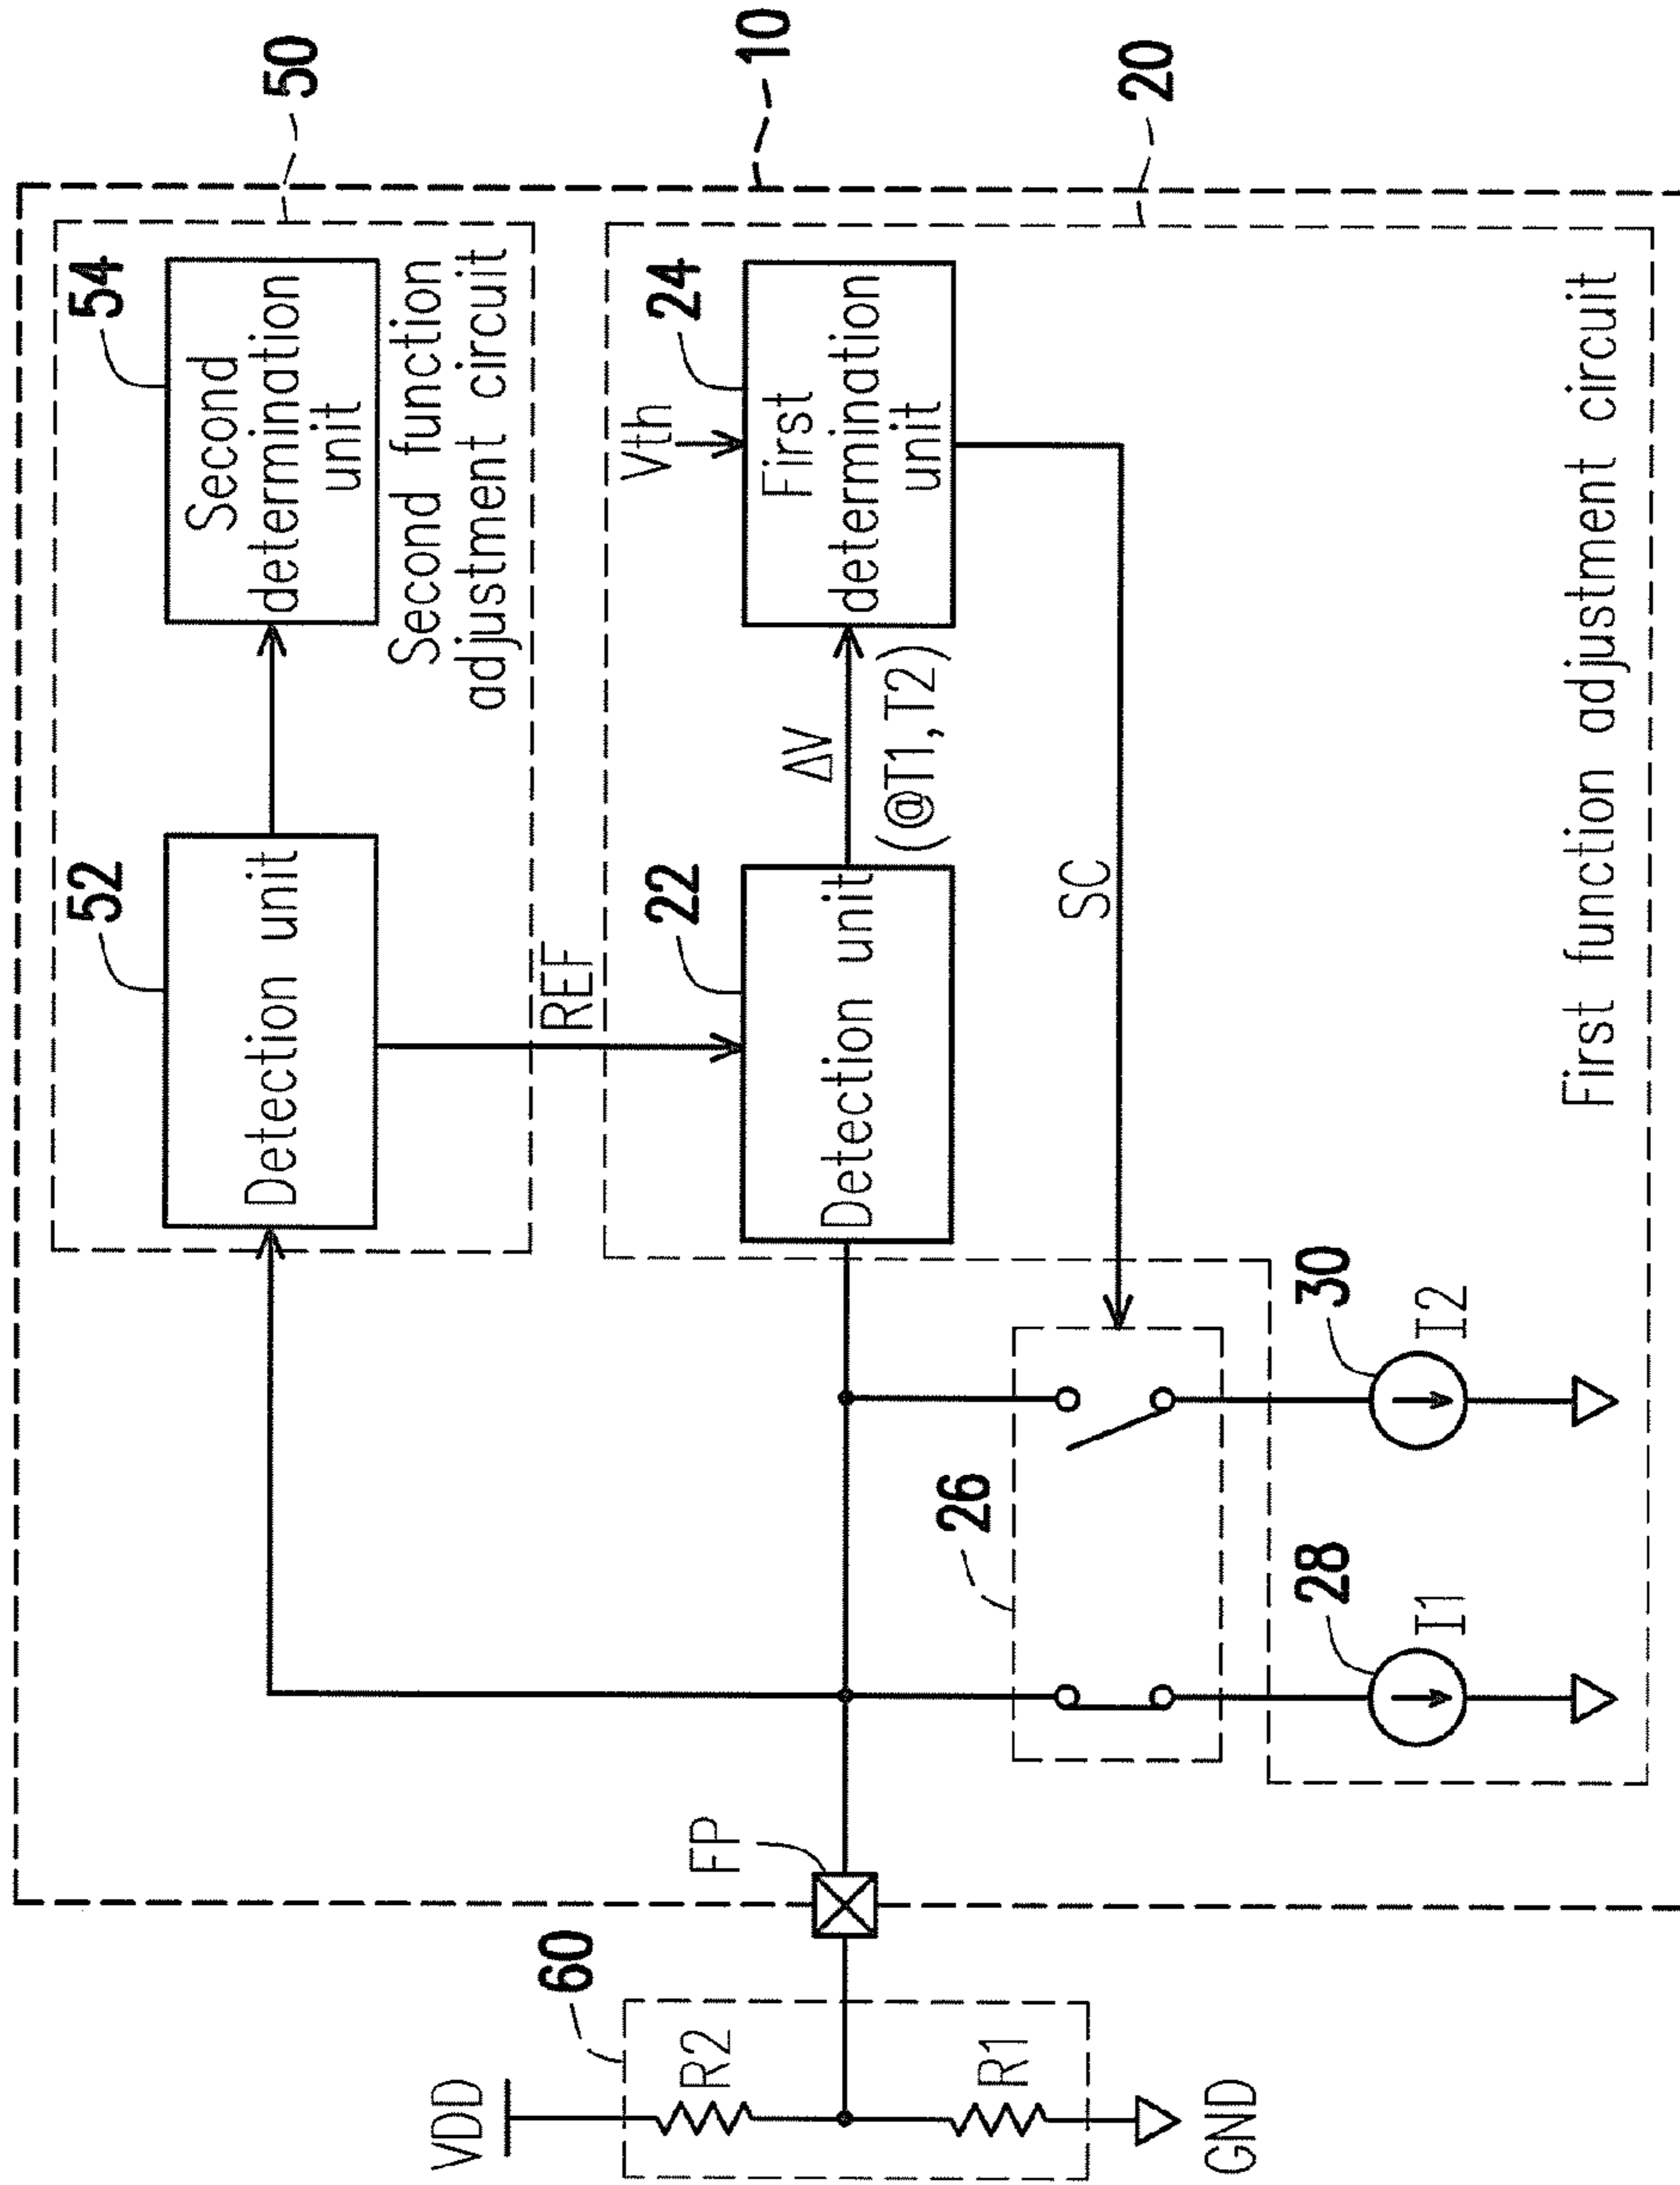 VDD
60
R2
R1
GND
FP
10
50
52
Detection unit
54
Second
determination
unit
Second function
adjustment circuit
REF
20
22
Detection unit
ΔV
(@T1,T2)
Vth
24
First
determination
unit
SC
26
28
I1
30
I2
First function adjustment circuit